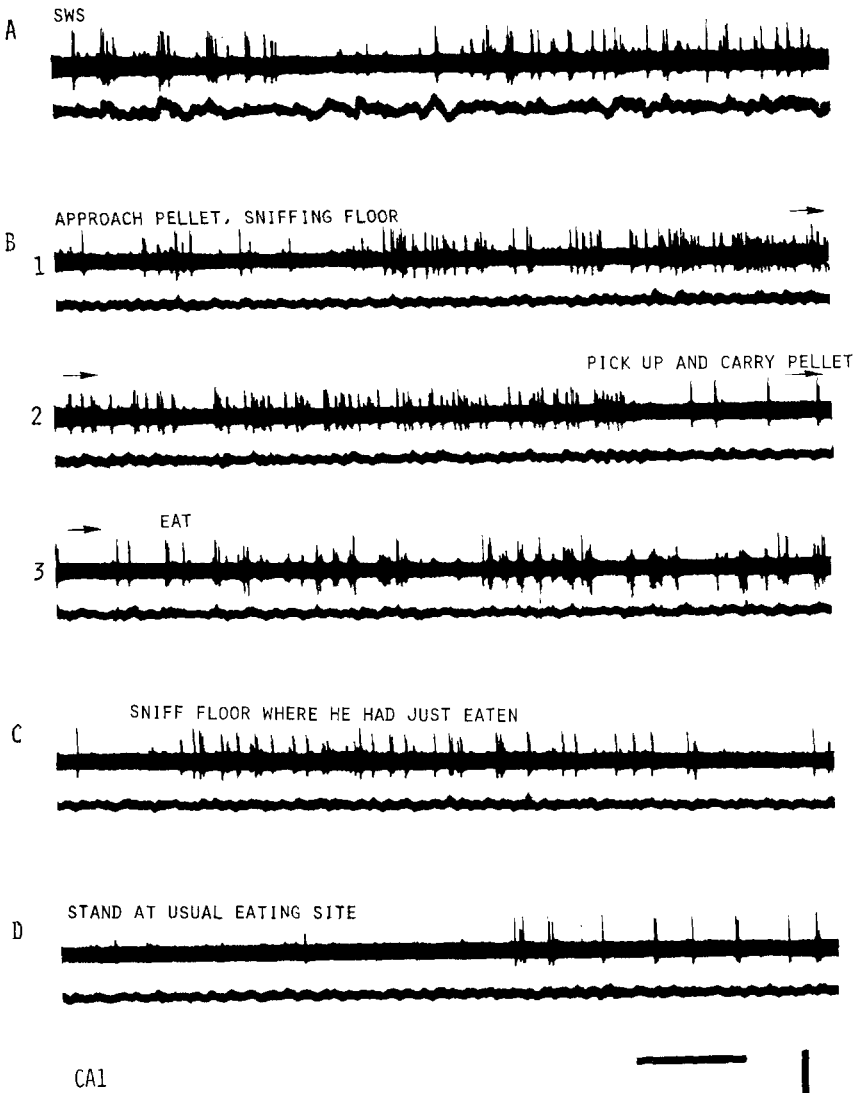 A
SWS
APPROACH PELLET, SNIFFING FLOOR
B
1
PICK UP AND CARRY PELLET
2
EAT
3
C
SNIFF FLOOR WHERE HE HAD JUST EATEN
D
STAND AT USUAL EATING SITE
CA1